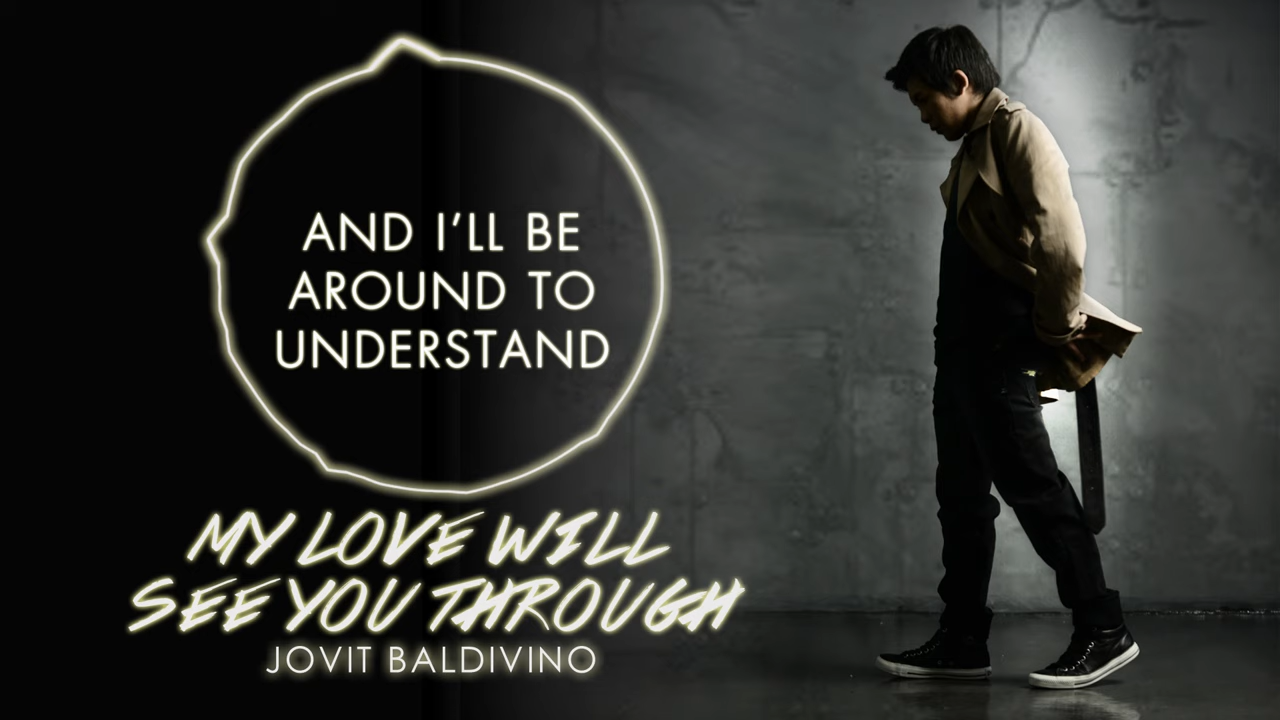 AND I'LL BE
AROUND TO
UNDERSTAND
MY LOVE WILL
SEE YOU THROUGH
JOVIT BALDIVINO